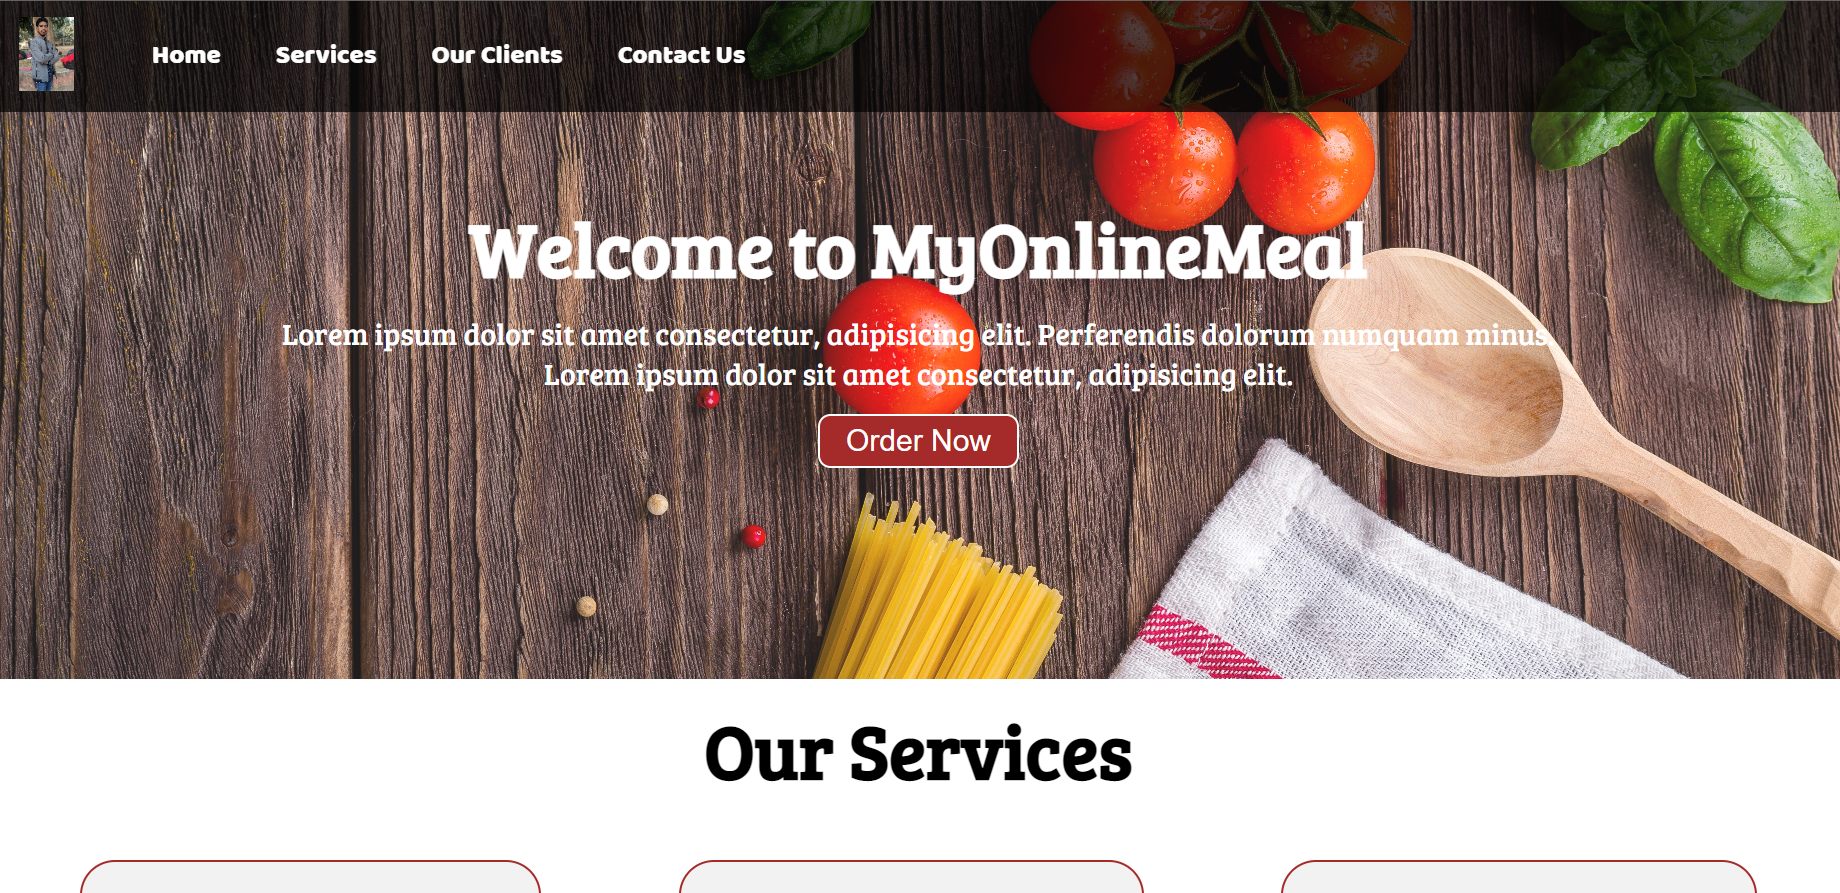 Home Services Our Clients Contact Us
Welcome to MyOnlineMeal
Lorem ipsum dolor sit amet consectetur, adipisicing elit. Perferendis dolorum numquam minus
Lorem ipsum dolor sit amet consectetur, adipisicing elit.
Order Now
Our Services